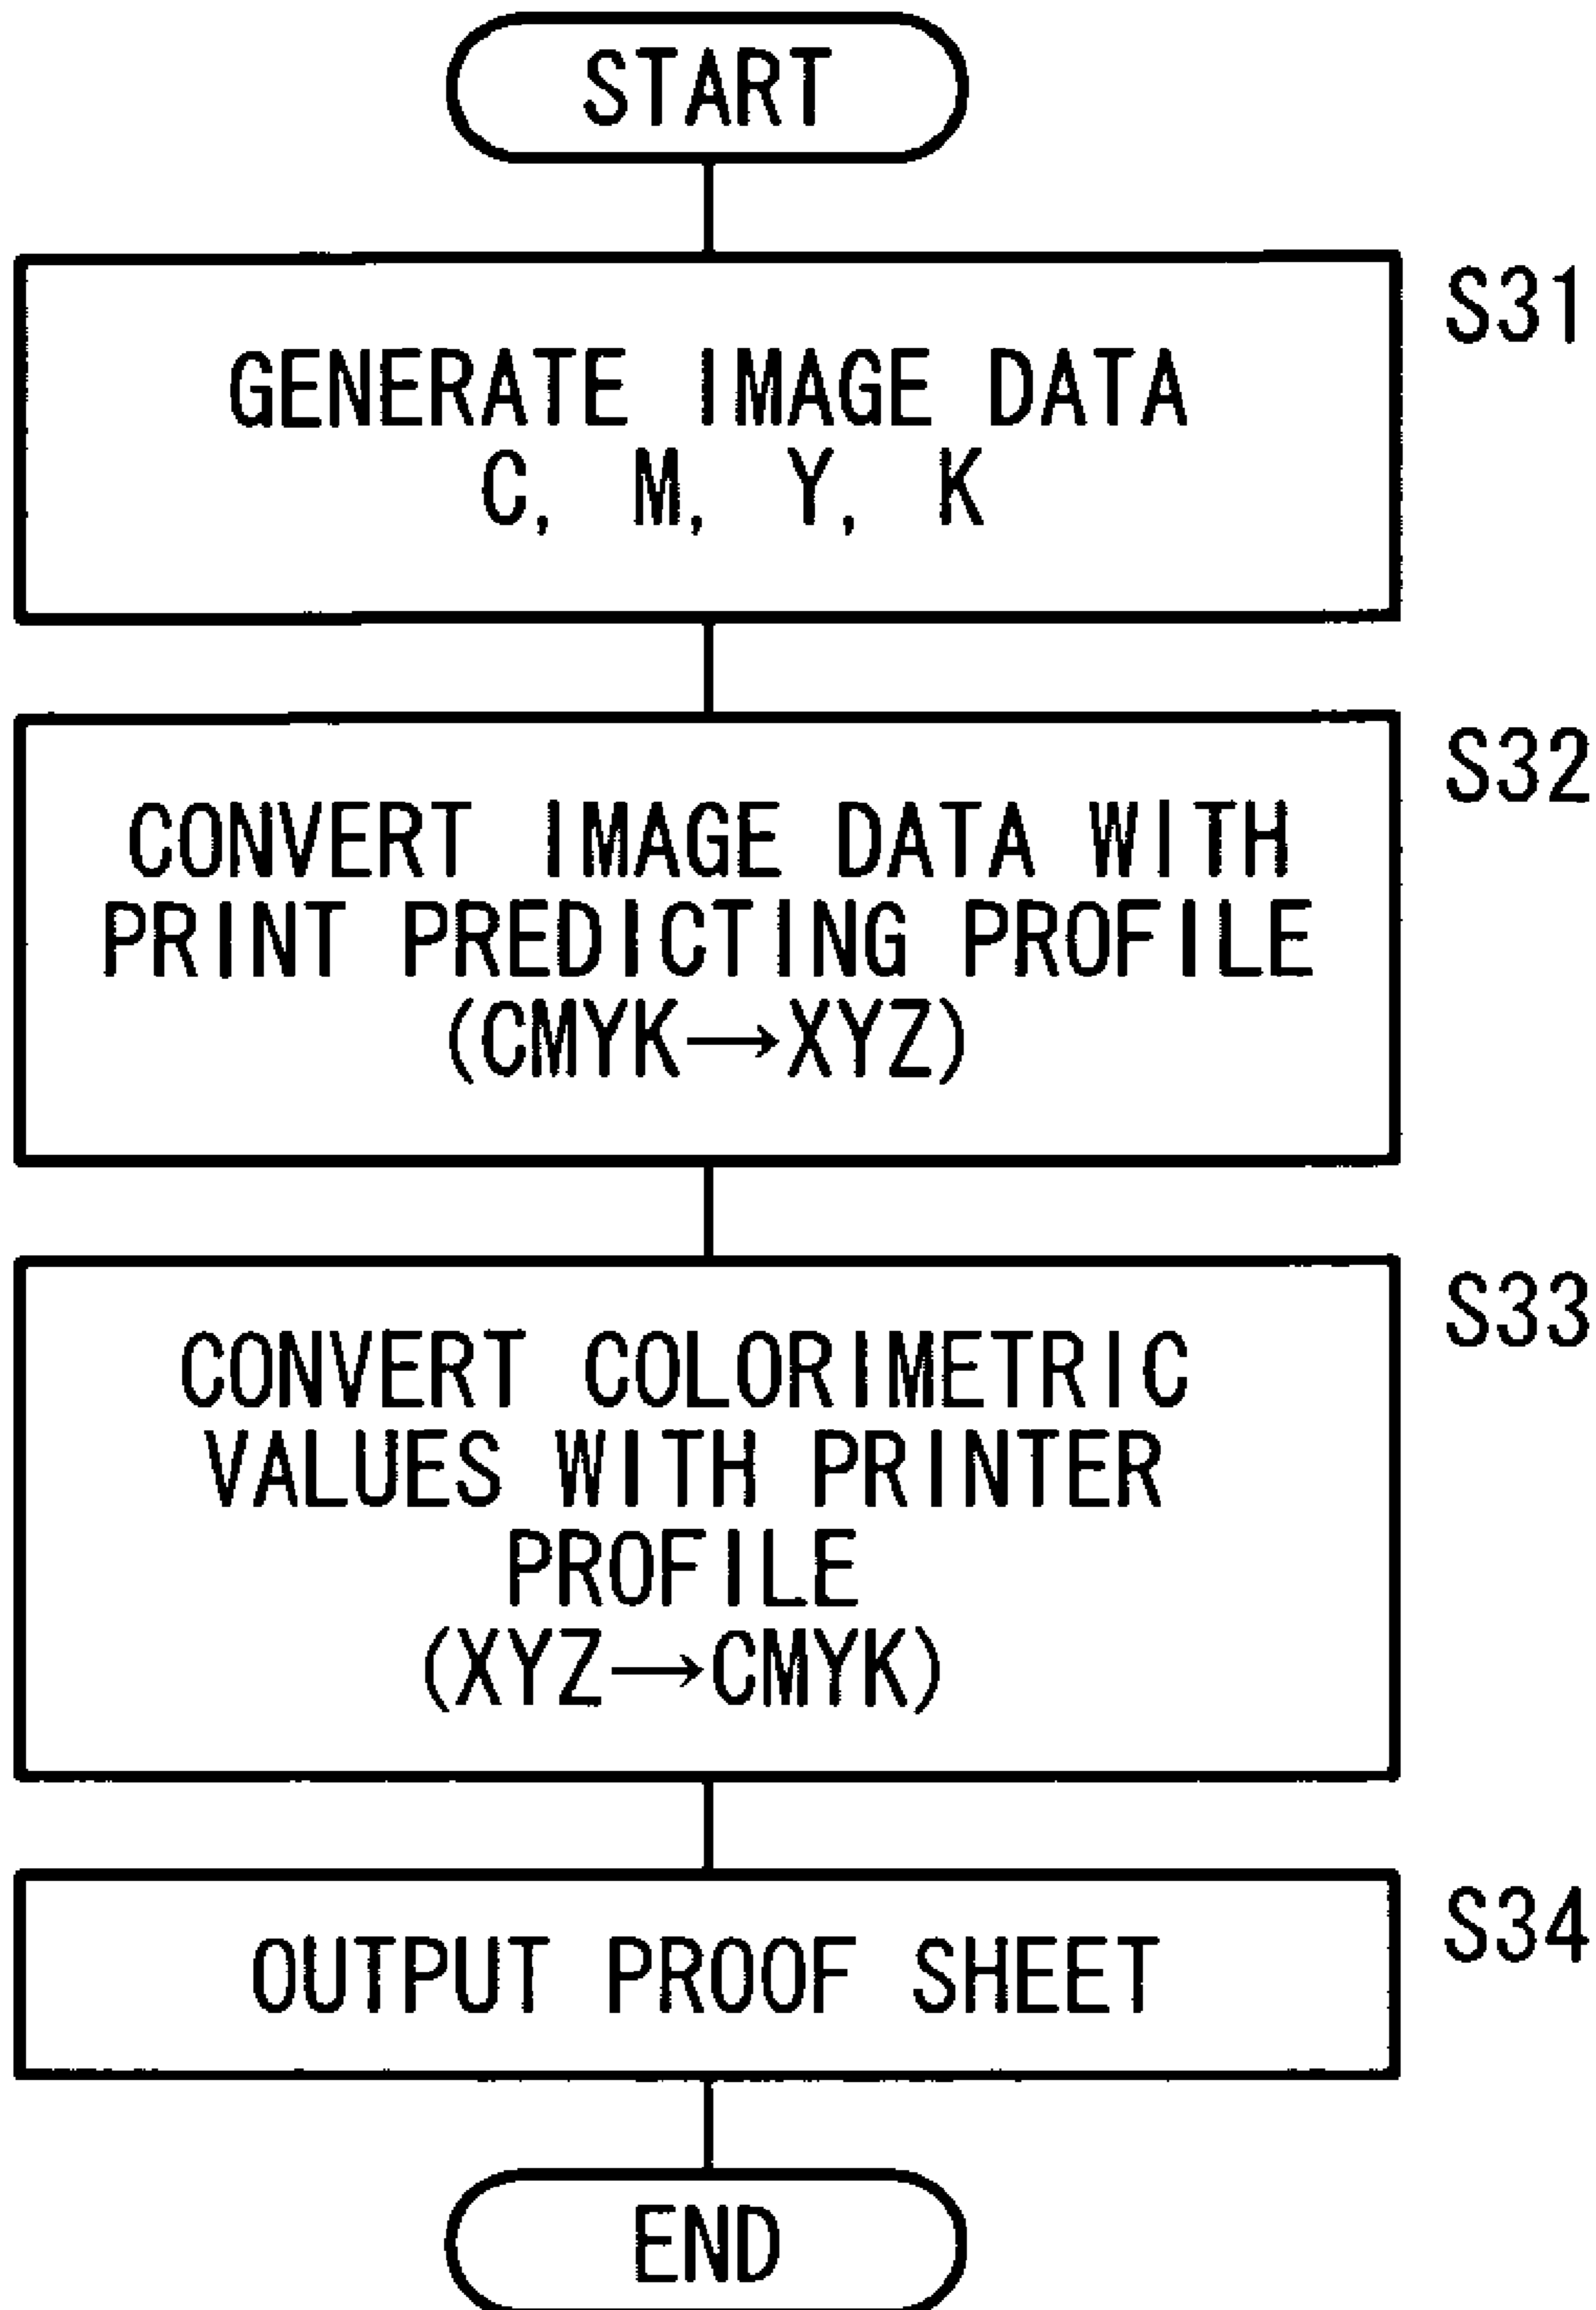 START
S31
GENERATE IMAGE DATA
C, M, Y, K
S32
CONVERT IMAGE DATA WITH
PRINT PREDICTING PROFILE
(CMYK→XYZ)
S33
CONVERT COLORIMETRIC
VALUES WITH PRINTER
PROFILE
(XYZ→CMYK)
S34
OUTPUT PROOF SHEET
END